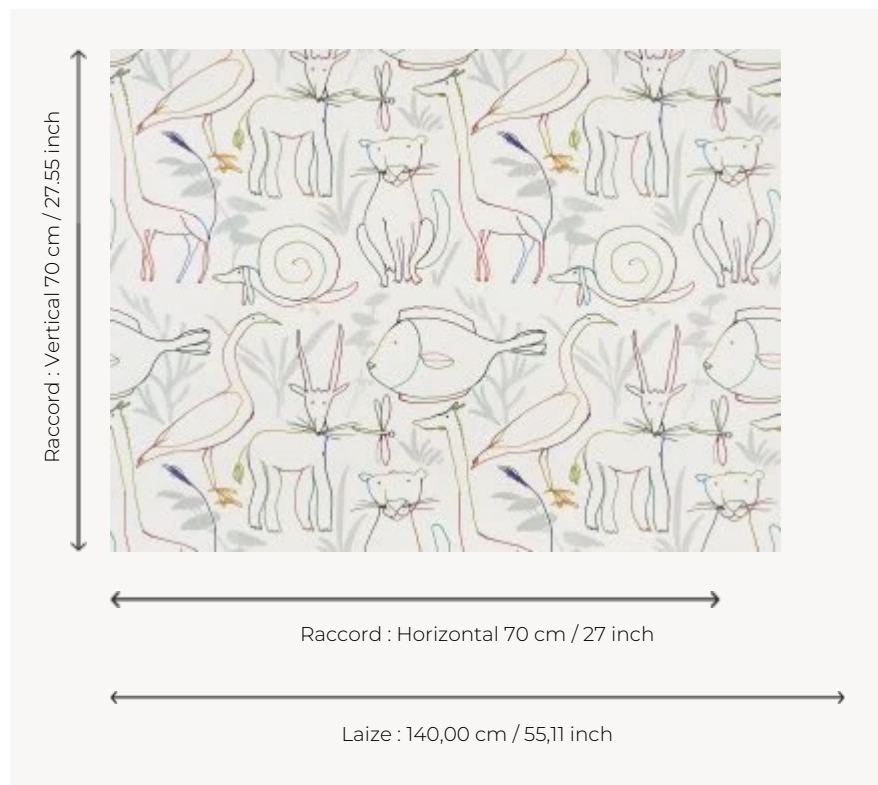 Raccord : Vertical 70 cm / 27.55 inch
Raccord : Horizontal 70 cm / 27 inch
Laize : 140,00 cm / 55,11 inch